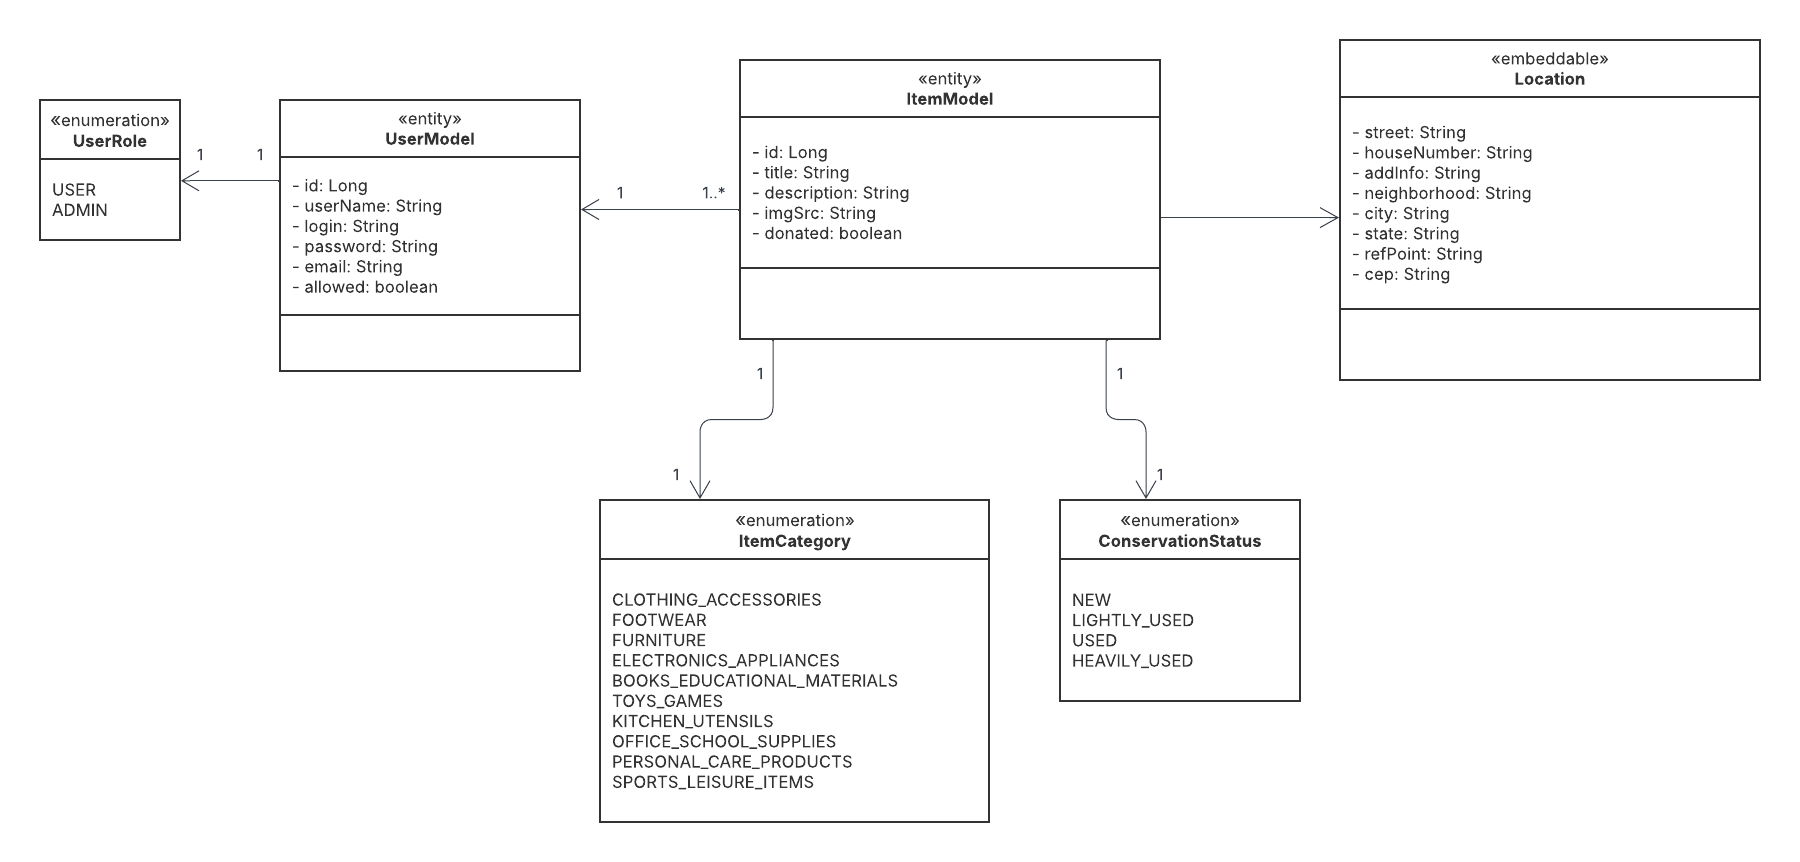 «enumeration»
UserRole
USER
ADMIN
1
1
«entity»
UserModel
- id: Long
- userName: String
- login: String
- password: String
- email: String
- allowed: boolean
1
1..*
«entity»
ItemModel
- id: Long
- title: String
- description: String
- imgSrc: String
- donated: boolean
«embeddable»
Location
- street: String
- houseNumber: String
- addInfo: String
- neighborhood: String
- city: String
- state: String
- refPoint: String
- cep: String
1
1
1
1
«enumeration»
ItemCategory
CLOTHING_ACCESSORIES
FOOTWEAR
FURNITURE
ELECTRONICS_APPLIANCES
BOOKS_EDUCATIONAL_MATERIALS
TOYS_GAMES
KITCHEN_UTENSILS
OFFICE_SCHOOL_SUPPLIES
PERSONAL_CARE_PRODUCTS
SPORTS_LEISURE_ITEMS
«enumeration»
ConservationStatus
NEW
LIGHTLY_USED
USED
HEAVILY_USED